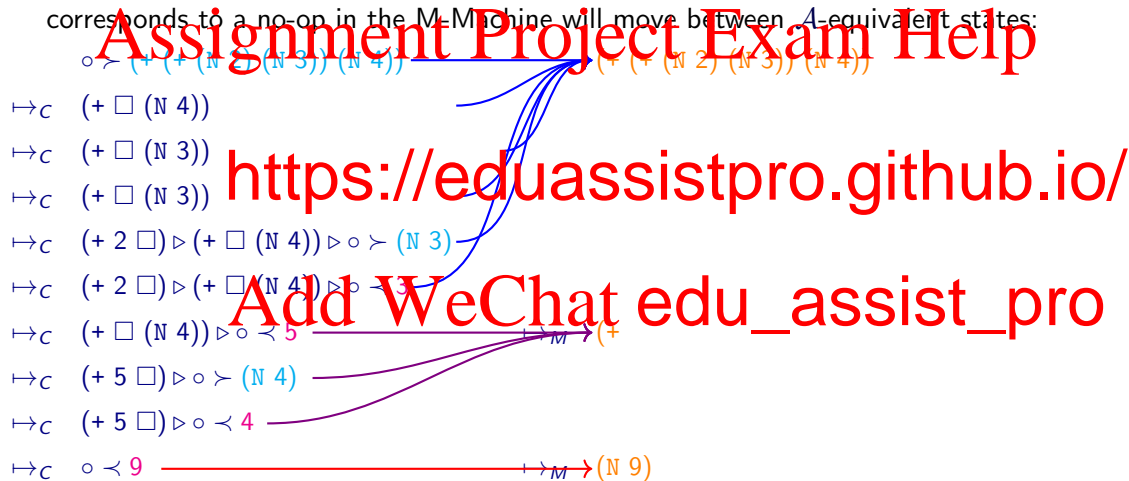 corresponds to a no-op in the M-Machine will move between A-equivalent states:
Assignment Project Exam Help
∘ ≻ (+ (+ (N 2) (N 3)) (N 4)) (+ (+ (N 2) (N 3)) (N 4))
↦C (+ □ (N 4))
↦C (+ □ (N 3))
https://eduassistpro.github.io/
↦C (+ □ (N 3))
↦C (+ 2 □) ▷ (+ □ (N 4)) ▷ ∘ ≻ (N 3)
↦C (+ 2 □) ▷ (+ □ (N 4)) ▷ ∘ ≺ 3
Add WeChat edu_assist_pro
↦C (+ □ (N 4)) ▷ ∘ ≺ 5 ↦M (+
↦C (+ 5 □) ▷ ∘ ≻ (N 4)
↦C (+ 5 □) ▷ ∘ ≺ 4
↦C ∘ ≺ 9 ↦M (N 9)